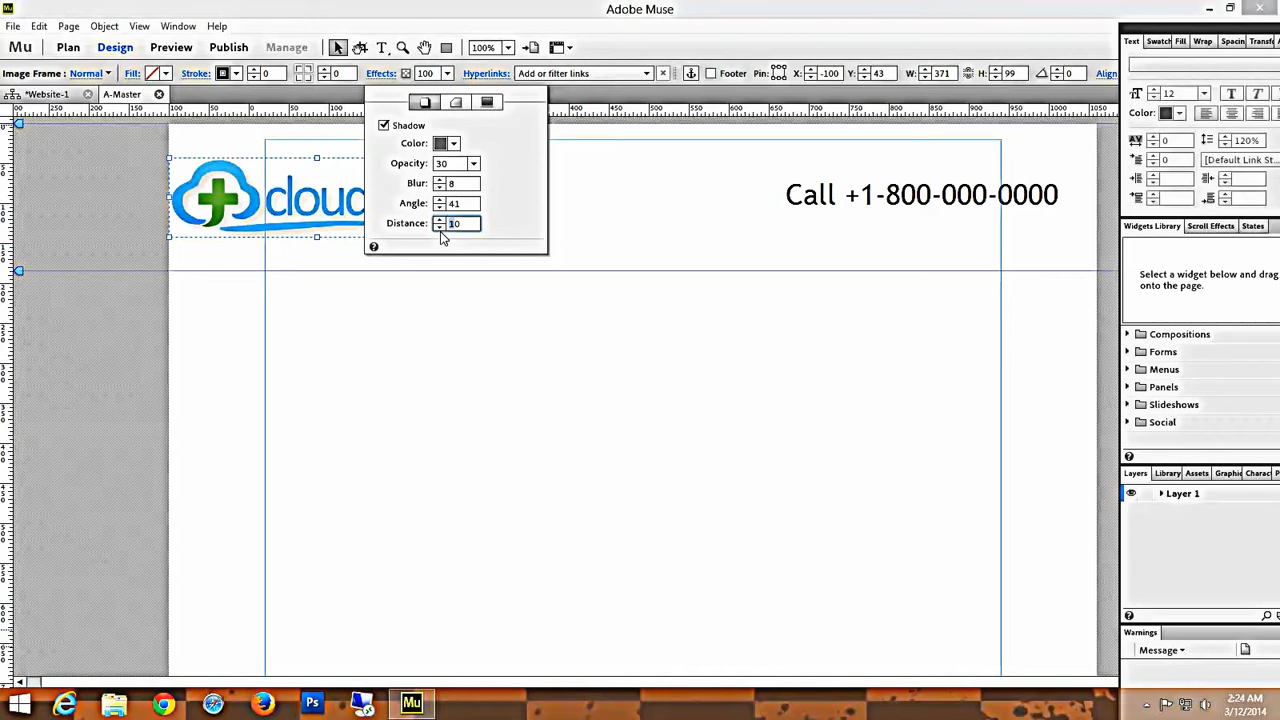 Adobe Muse
File Edit Page Object View Window Help
Mu Plan Design Preview Publish Manage T 100%
Image Frame: Normal Fill: Stroke: 0 0 Effects: 100 Hyperlinks: Add or filter links Footer Pin: X: -100 Y: 43 W: 371 H: 99 0 Align
*Website-1 A-Master
Shadow
Color:
Opacity: 30
Blur: 8
Angle: 41
Distance: 10
cloud
Call +1-800-000-0000
Text Swatch Fill Wrap Spacin
12 T T
Color:
0 120%
0 [Default Link St...
Widgets Library Scroll Effects States
Select a widget below and drag
onto the page.
Compositions
Forms
Menus
Panels
Slideshows
Social
Layers Library Assets Graphic Charac
Layer 1
Warnings
Message
Ps Mu
2:24 AM
3/12/2014